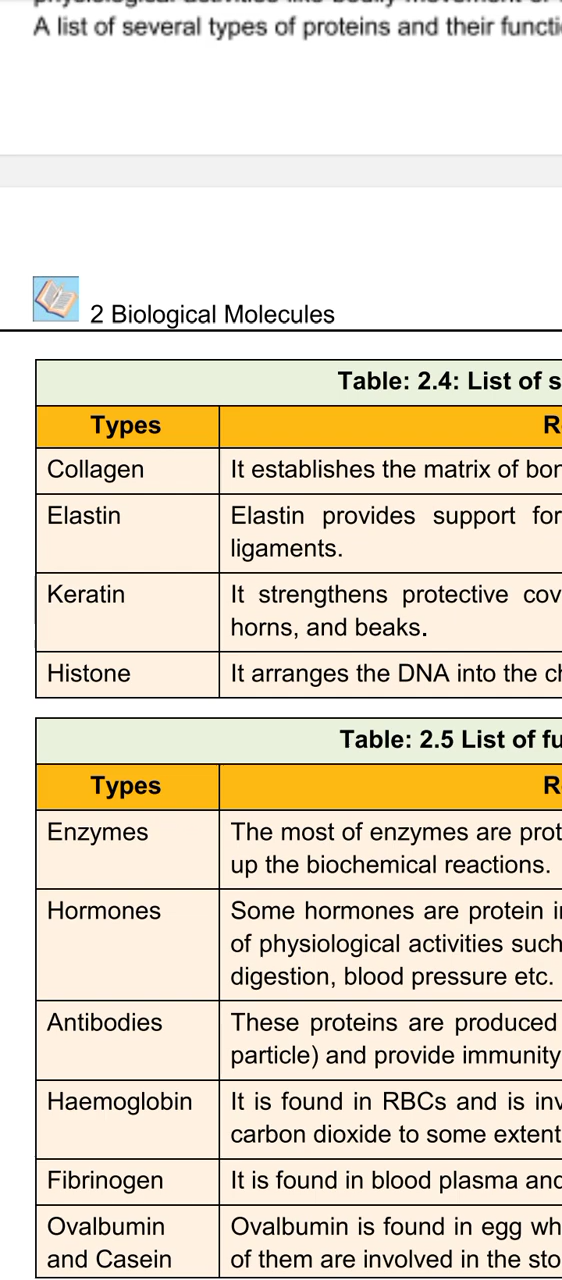 A list of several types of proteins and their functi
2 Biological Molecules
Table: 2.4: List of s
Types R
Collagen It establishes the matrix of bon
Elastin Elastin provides support for
ligaments.
Keratin It strengthens protective cov
horns, and beaks.
Histone It arranges the DNA into the ch
Table: 2.5 List of fu
Types R
Enzymes The most of enzymes are prot
up the biochemical reactions.
Hormones Some hormones are protein i
of physiological activities such
digestion, blood pressure etc.
Antibodies These proteins are produced
particle) and provide immunity
Haemoglobin It is found in RBCs and is inv
carbon dioxide to some extent
Fibrinogen It is found in blood plasma and
Ovalbumin Ovalbumin is found in egg wh
and Casein of them are involved in the sto